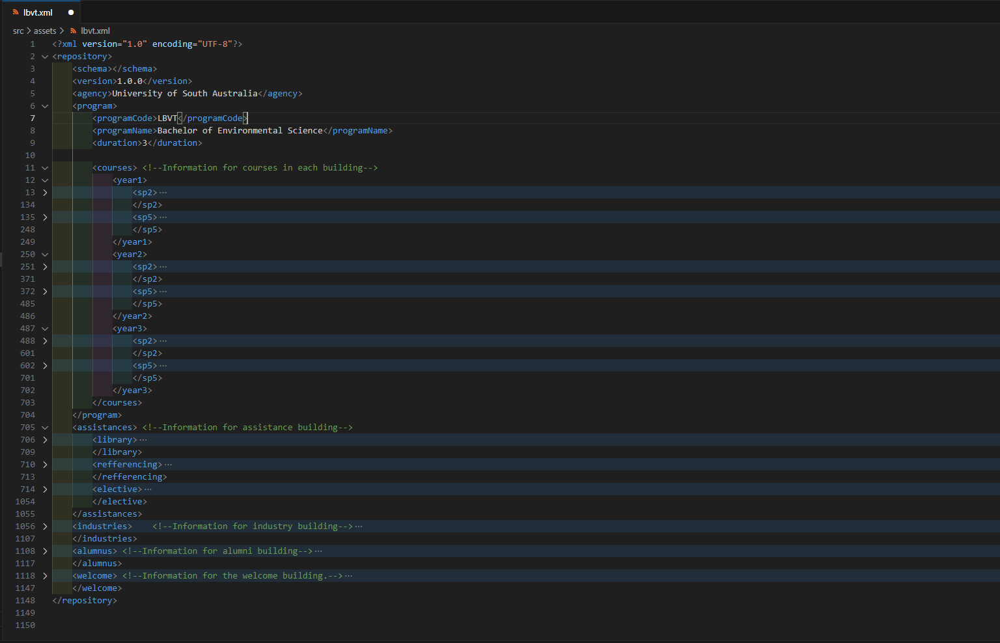 lbvt.xml
src > assets > lbvt.xml
1 <?xml version="1.0" encoding="UTF-8"?>
2 <repository>
3 <schema></schema>
4 <version>1.0.0</version>
5 <agency>University of South Australia</agency>
6 <program>
7 <programCode>LBVT</programCode>
8 <programName>Bachelor of Environmental Science</programName>
9 <duration>3</duration>
10
11 <courses> <!--Information for courses in each building-->
12 <year1>
13 <sp2>···
134 </sp2>
135 <sp5>···
248 </sp5>
249 </year1>
250 <year2>
251 <sp2>···
371 </sp2>
372 <sp5>···
485 </sp5>
486 </year2>
487 <year3>
488 <sp2>···
601 </sp2>
602 <sp5>···
701 </sp5>
702 </year3>
703 </courses>
704 </program>
705 <assistances> <!--Information for assistance building-->
706 <library>···
709 </library>
710 <refferencing>···
713 </refferencing>
714 <elective>···
1054 </elective>
1055 </assistances>
1056 <industries> <!--Information for industry building-->···
1107 </industries>
1108 <alumnus> <!--Information for alumni building-->···
1117 </alumnus>
1118 <welcome> <!--Information for the welcome building.-->···
1147 </welcome>
1148 </repository>
1149
1150